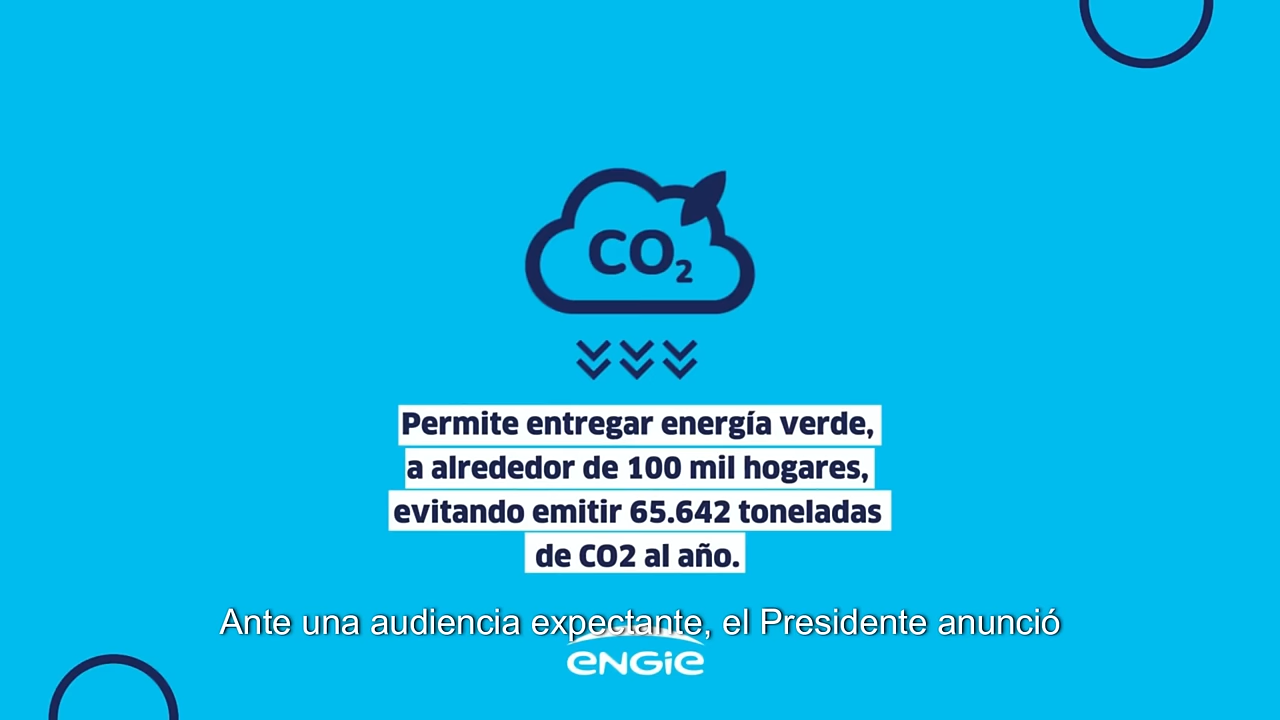 CO2
Permite entregar energía verde,
a alrededor de 100 mil hogares,
evitando emitir 65.642 toneladas
de CO2 al año.
Ante una audiencia expectante, el Presidente anunció
ENGIE